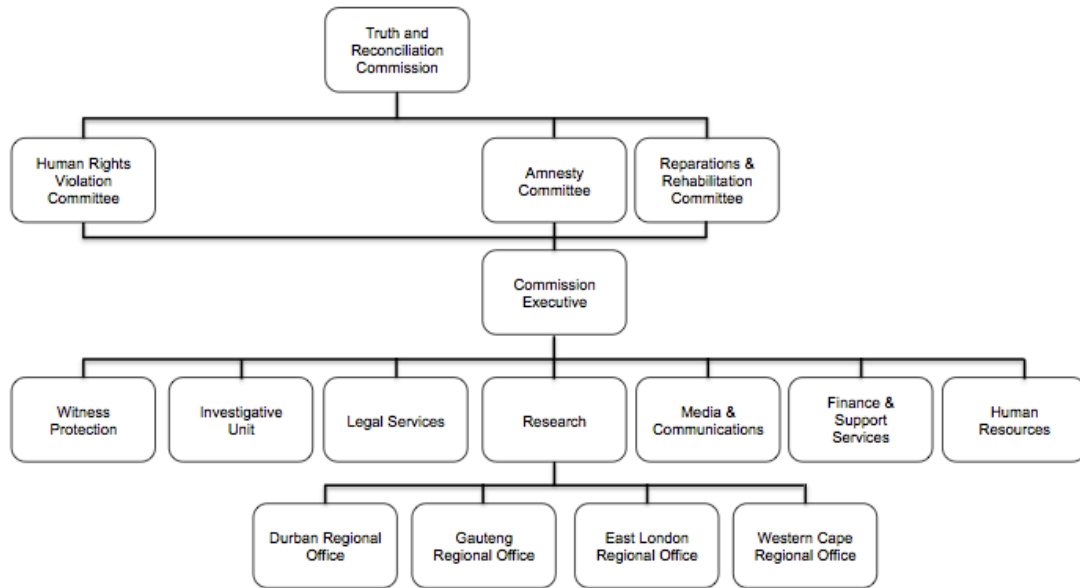 Truth and
Reconciliation
Commission
Human Rights
Violation
Committee
Amnesty
Committee
Reparations &
Rehabilitation
Committee
Commission
Executive
Witness
Protection
Investigative
Unit
Legal Services
Research
Media &
Communications
Finance &
Support
Services
Human
Resources
Durban Regional
Office
Gauteng
Regional Office
East London
Regional Office
Western Cape
Regional Office